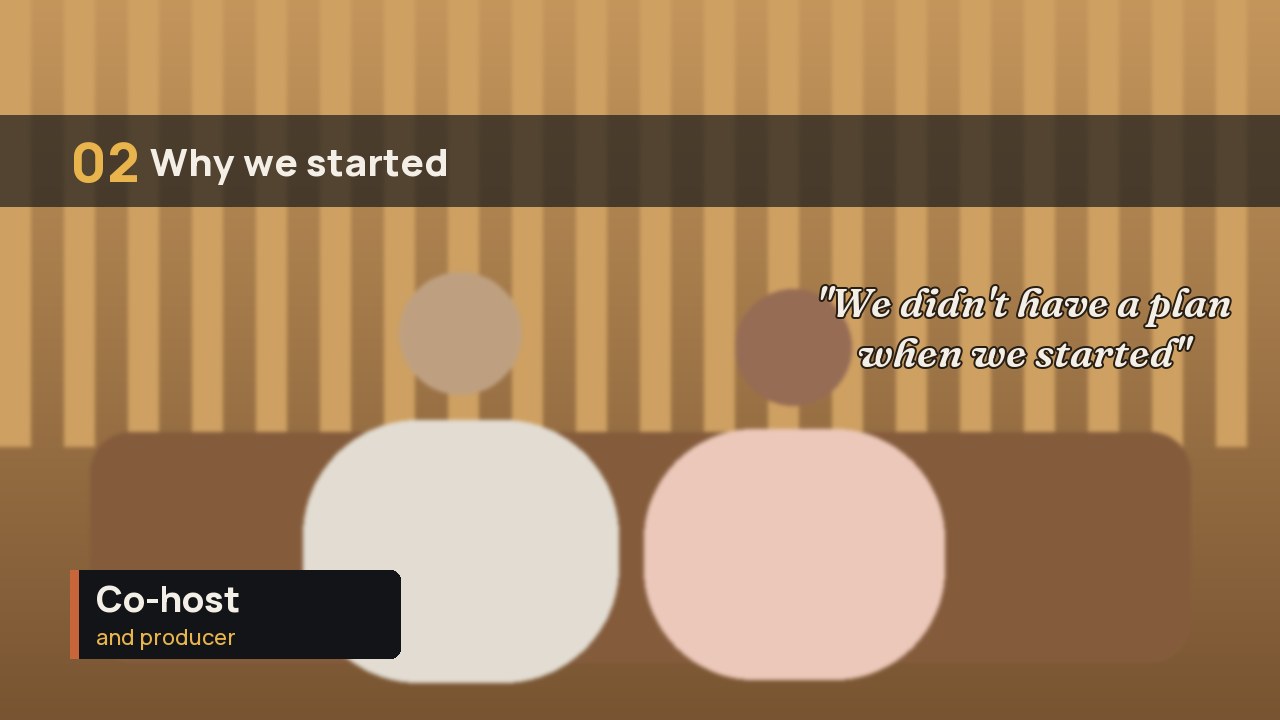 02 Why we started
"We didn't have a plan
when we started"
Co-host
and producer